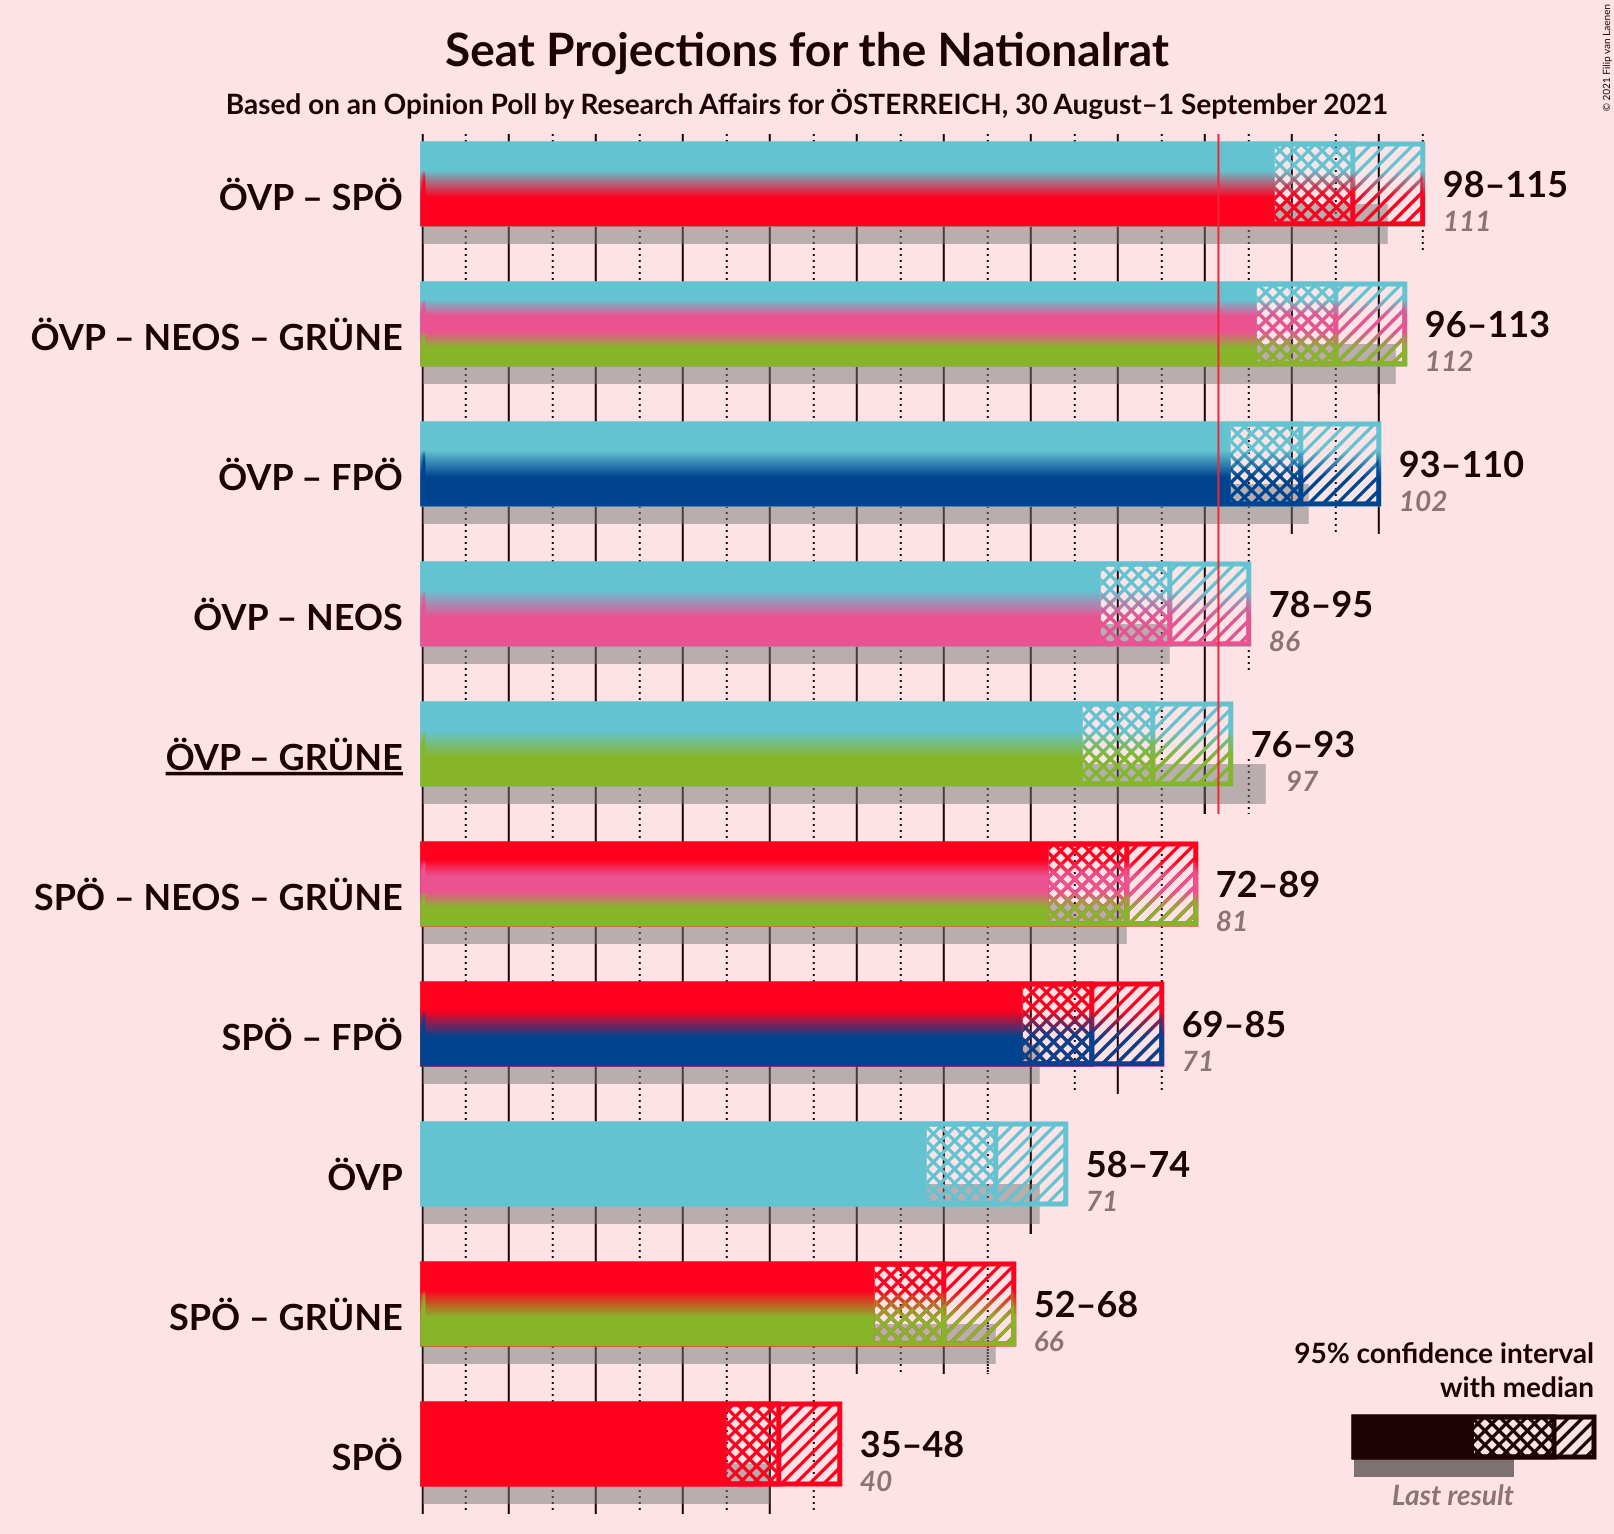 Seat Projections for the Nationalrat
Based on an Opinion Poll by Research Affairs for ÖSTERREICH, 30 August–1 September 2021
© 2021 Filip van Laenen
ÖVP – SPÖ
98–115
111
ÖVP – NEOS – GRÜNE
96–113
112
ÖVP – FPÖ
93–110
102
ÖVP – NEOS
78–95
86
ÖVP – GRÜNE
76–93
97
SPÖ – NEOS – GRÜNE
72–89
81
SPÖ – FPÖ
69–85
71
ÖVP
58–74
71
SPÖ – GRÜNE
52–68
66
SPÖ
35–48
40
95% confidence interval
with median
Last result